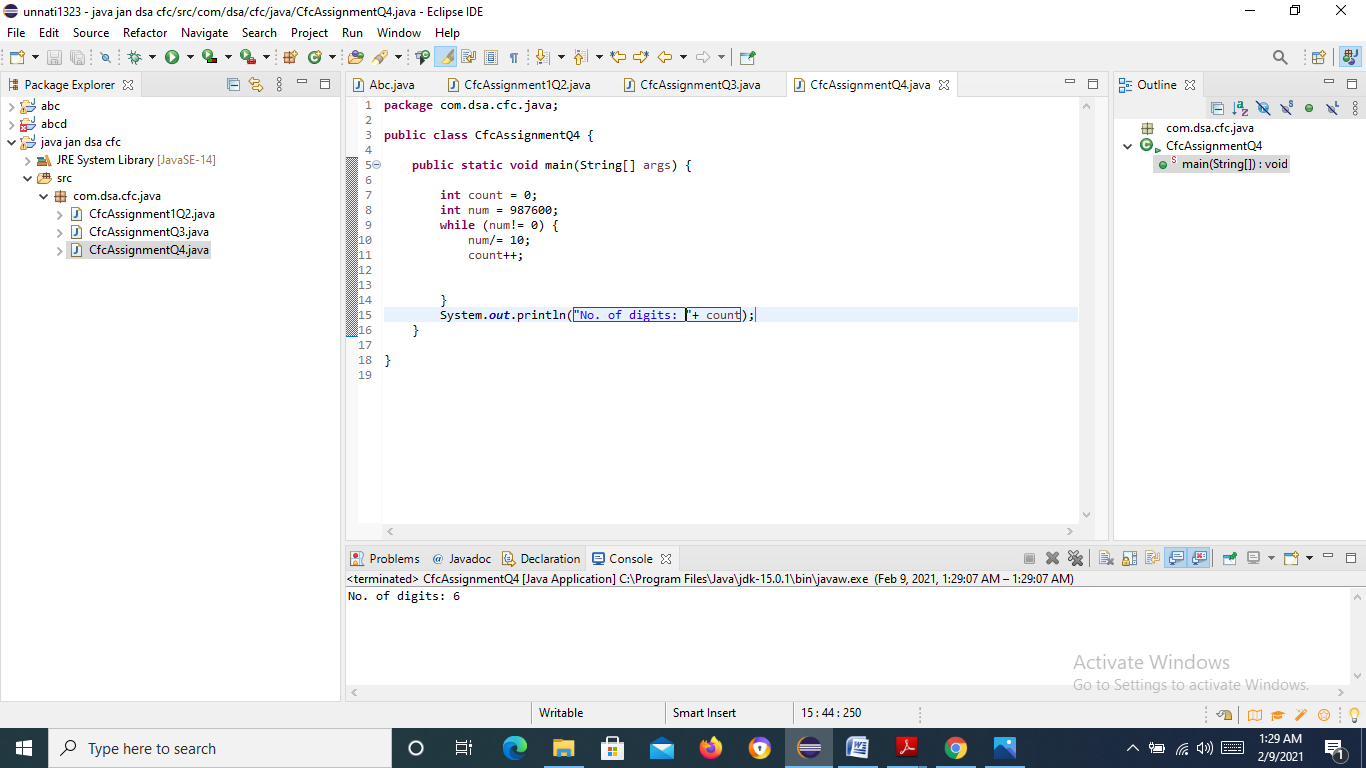 unnati1323 - java jan dsa cfc/src/com/dsa/cfc/java/CfcAssignmentQ4.java - Eclipse IDE
File Edit Source Refactor Navigate Search Project Run Window Help
Package Explorer
abc
abcd
java jan dsa cfc
JRE System Library [JavaSE-14]
src
com.dsa.cfc.java
CfcAssignment1Q2.java
CfcAssignmentQ3.java
CfcAssignmentQ4.java
Abc.java CfcAssignment1Q2.java CfcAssignmentQ3.java CfcAssignmentQ4.java
1 package com.dsa.cfc.java;
2
3 public class CfcAssignmentQ4 {
4
5 public static void main(String[] args) {
6
7 int count = 0;
8 int num = 987600;
9 while (num!= 0) {
10 num/= 10;
11 count++;
12
13
14 }
15 System.out.println("No. of digits: "+ count);
16 }
17
18 }
19
Outline
com.dsa.cfc.java
CfcAssignmentQ4
main(String[]) : void
Problems @ Javadoc Declaration Console
<terminated> CfcAssignmentQ4 [Java Application] C:\Program Files\Java\jdk-15.0.1\bin\javaw.exe (Feb 9, 2021, 1:29:07 AM – 1:29:07 AM)
No. of digits: 6
Activate Windows
Go to Settings to activate Windows.
Writable Smart Insert 15 : 44 : 250
Type here to search
1:29 AM
2/9/2021
1